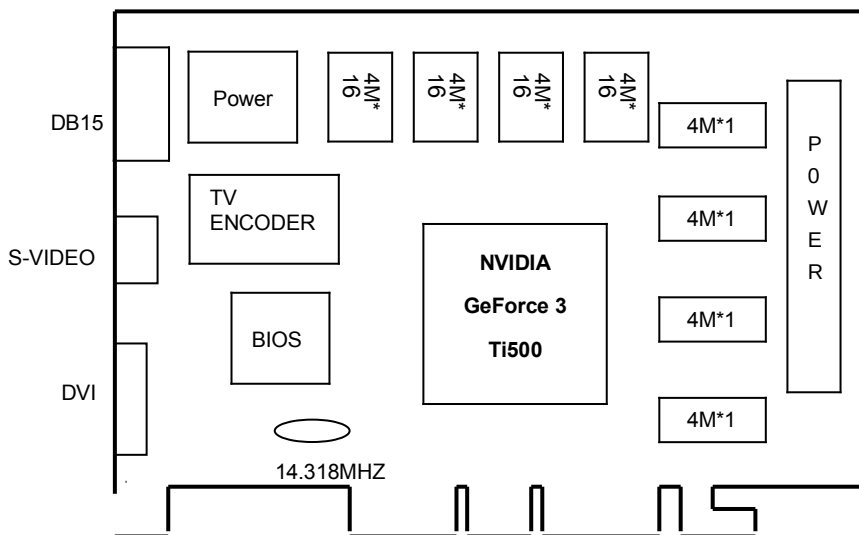 DB15
Power
4M*
16
4M*
16
4M*
16
4M*
16
4M*1
P
0
W
E
R
TV
ENCODER
4M*1
S-VIDEO
NVIDIA
GeForce 3
Ti500
BIOS
4M*1
DVI
4M*1
14.318MHZ